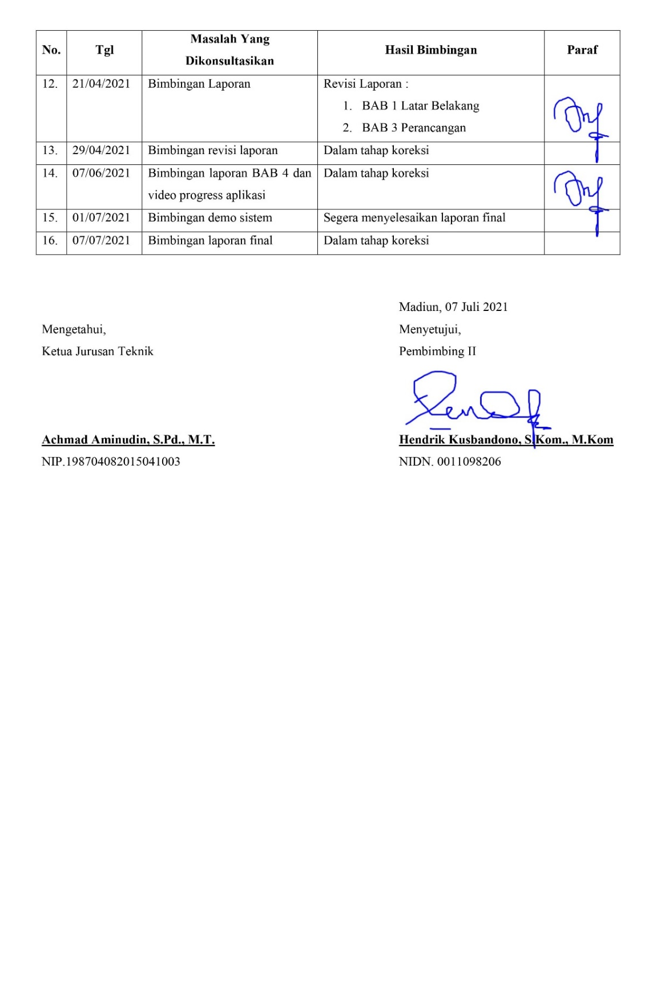 No. Tgl Masalah Yang Dikonsultasikan Hasil Bimbingan Paraf
12. 21/04/2021 Bimbingan Laporan Revisi Laporan :
1. BAB 1 Latar Belakang
2. BAB 3 Perancangan
13. 29/04/2021 Bimbingan revisi laporan Dalam tahap koreksi
14. 07/06/2021 Bimbingan laporan BAB 4 dan Dalam tahap koreksi
video progress aplikasi
15. 01/07/2021 Bimbingan demo sistem Segera menyelesaikan laporan final
16. 07/07/2021 Bimbingan laporan final Dalam tahap koreksi
Madiun, 07 Juli 2021
Mengetahui, Menyetujui,
Ketua Jurusan Teknik Pembimbing II
Achmad Aminudin, S.Pd., M.T. Hendrik Kusbandono, S.Kom., M.Kom
NIP.198704082015041003 NIDN. 0011098206